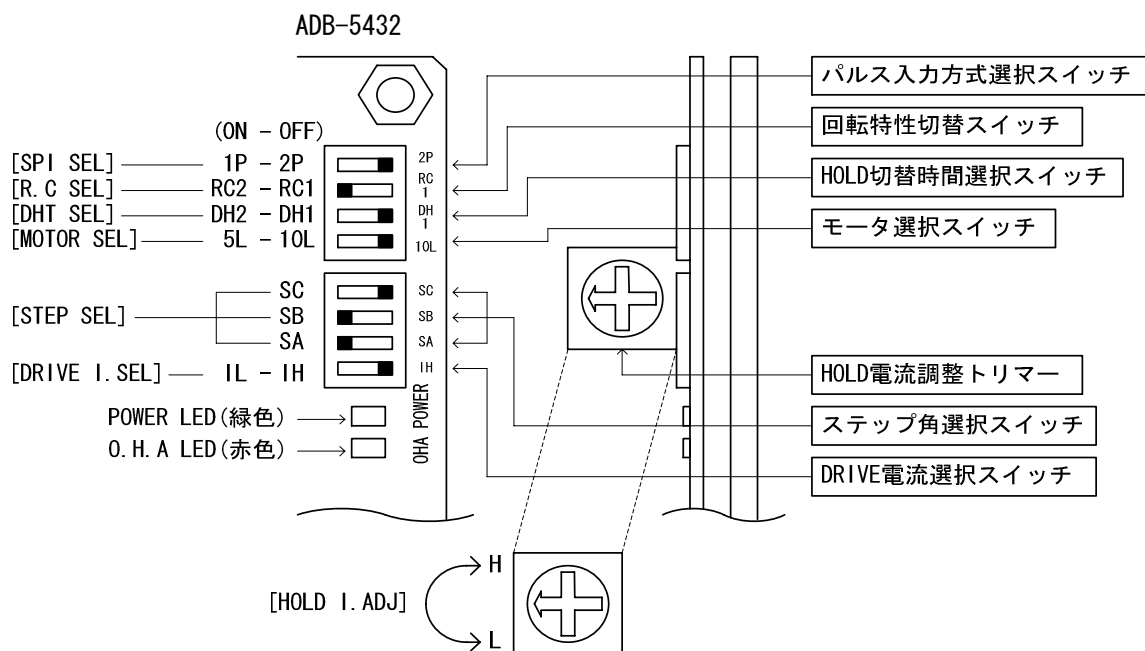 ADB-5432
(ON - OFF)
[SPI SEL] 1P - 2P
[R.C SEL] RC2 - RC1
[DHT SEL] DH2 - DH1
[MOTOR SEL] 5L - 10L
2P
RC
1
DH
1
10L
[STEP SEL]
SC
SB
SA
[DRIVE I.SEL] IL - IH
SC
SB
SA
IH
POWER LED(緑色)
O.H.A LED(赤色)
OHA POWER
パルス入力方式選択スイッチ
回転特性切替スイッチ
HOLD切替時間選択スイッチ
モータ選択スイッチ
HOLD電流調整トリマー
ステップ角選択スイッチ
DRIVE電流選択スイッチ
[HOLD I.ADJ]
H
L